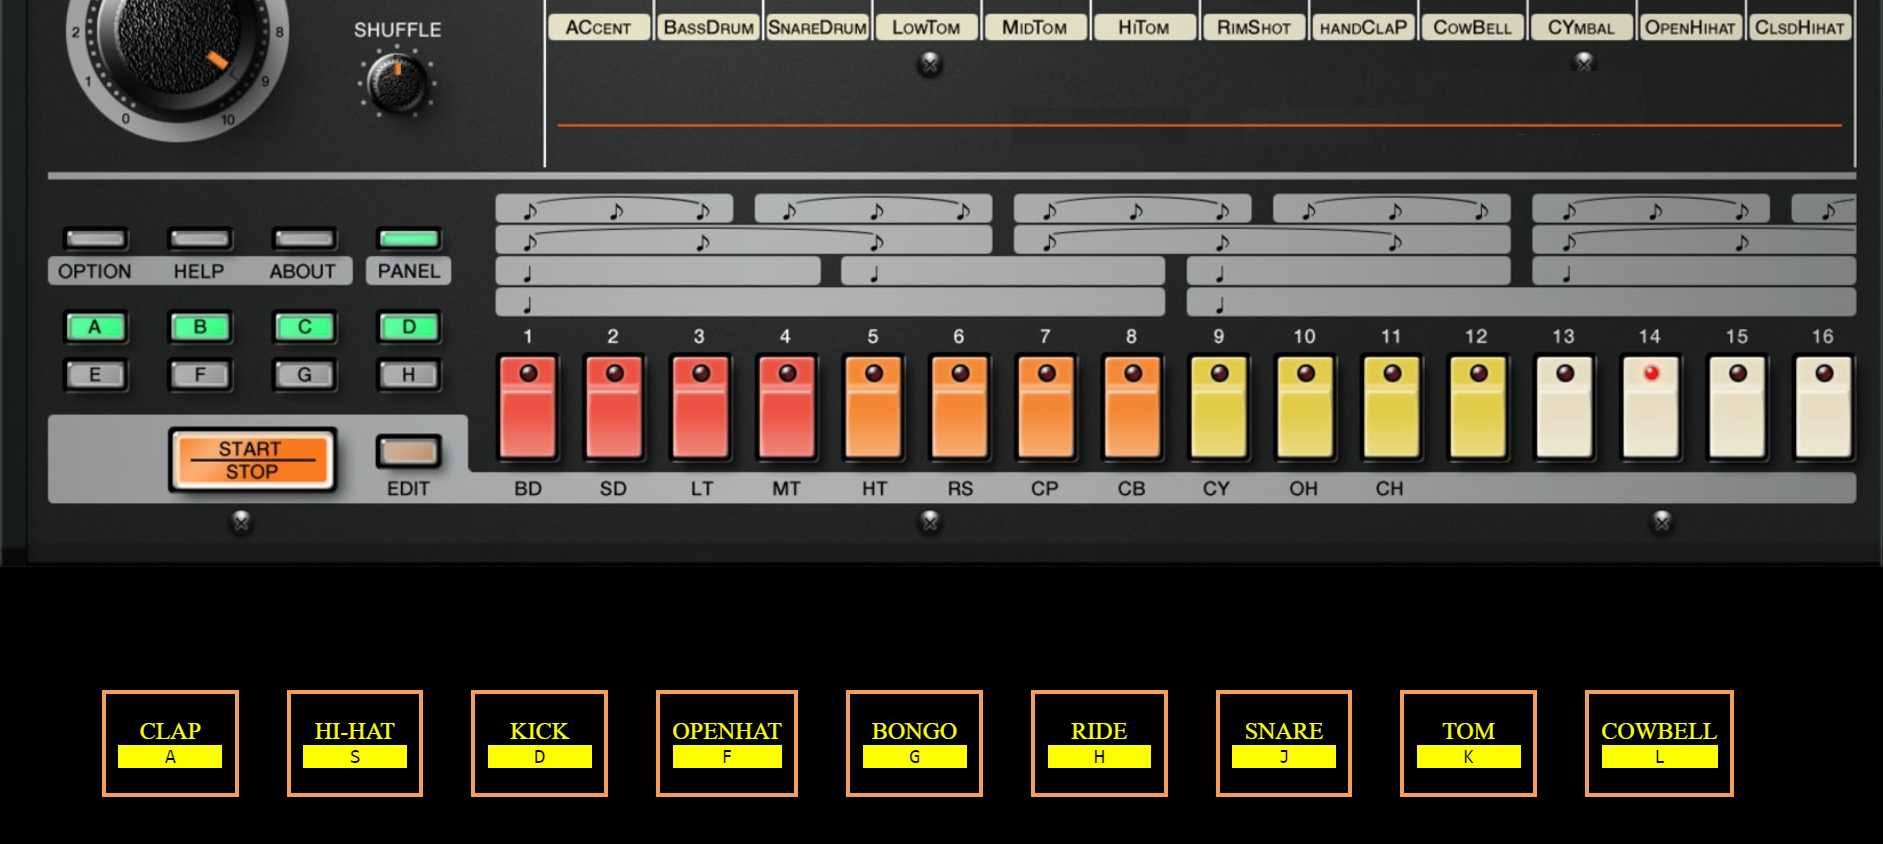 2
8
1
9
0
10
SHUFFLE
ACCENT BASSDRUM SNAREDRUM LOWTOM MIDTOM HITOM RIMSHOT HANDCLAP COWBELL CYMBAL OPENHIHAT CLSDHIHAT
OPTION HELP ABOUT PANEL
A B C D
E F G H
START
STOP
EDIT
1 2 3 4 5 6 7 8 9 10 11 12 13 14 15 16
BD SD LT MT HT RS CP CB CY OH CH
CLAP HI-HAT KICK OPENHAT BONGO RIDE SNARE TOM COWBELL
A S D F G H J K L